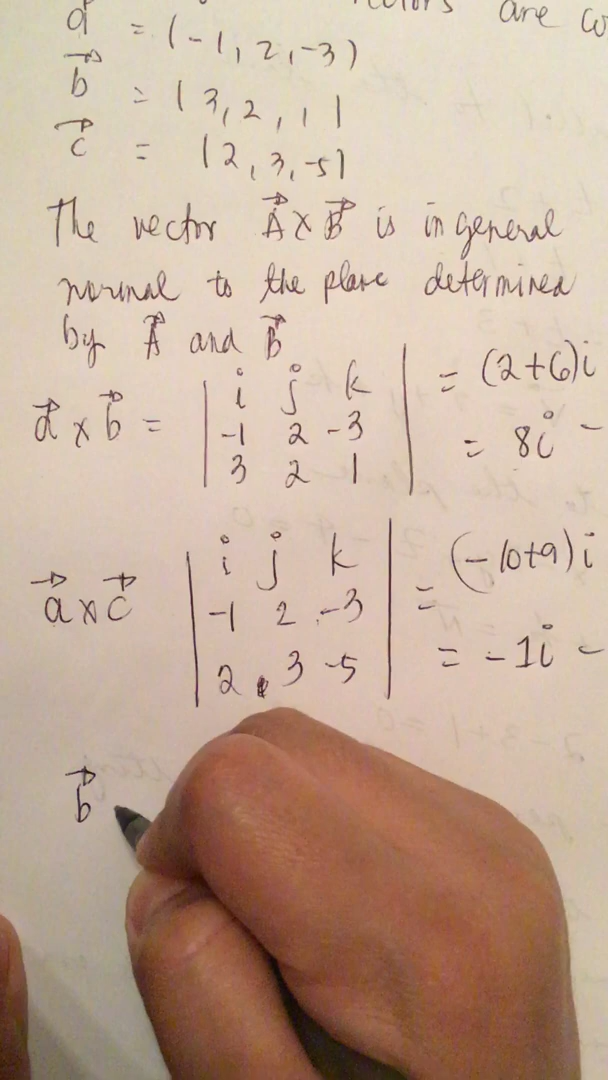 are
a⃗ = (-1, 2, -3)
b⃗ = (3, 2, 1)
c⃗ = (2, 3, -5)
The vector A⃗ x B⃗ is in general
normal to the plane determined
by A⃗ and B⃗
a⃗ x b⃗ = | i j k | = (2+6)i
-1 2 -3 = 8i -
3 2 1
a⃗ x c⃗ | i j k | = (-10+9)i
-1 2 -3
2 3 -5 = -1i -
b⃗